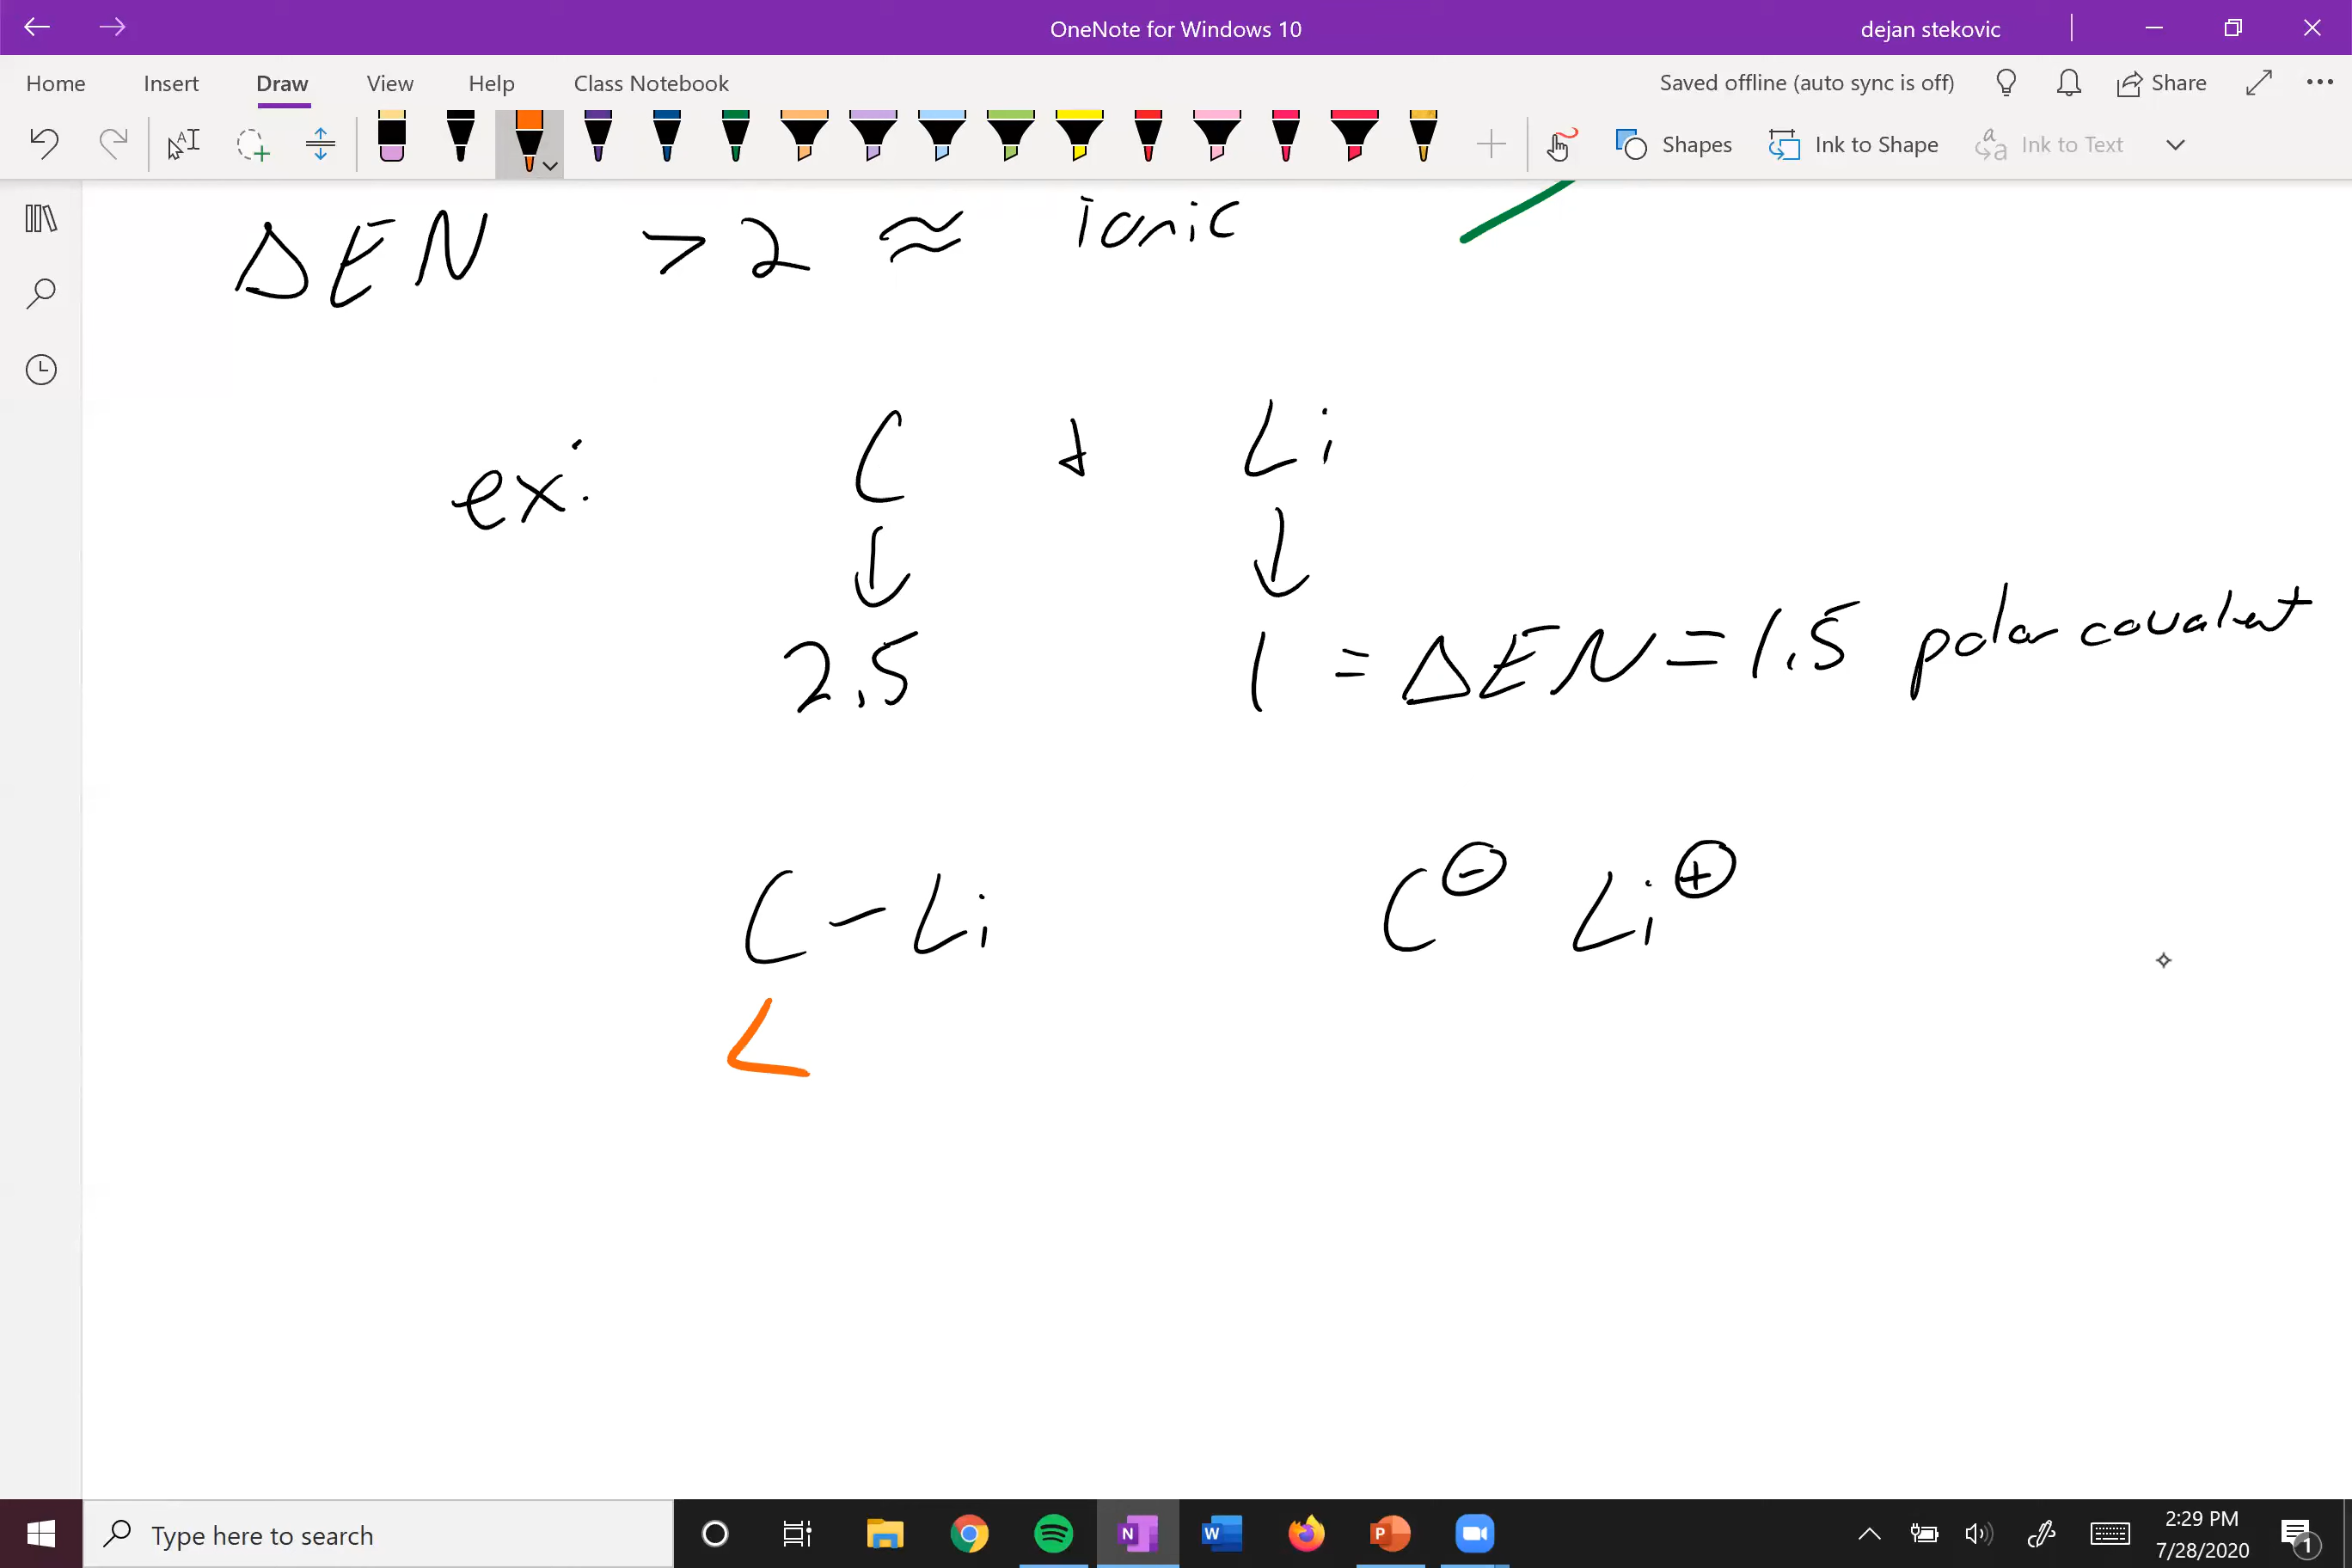 OneNote for Windows 10
dejan stekovic
Home Insert Draw View Help Class Notebook
Saved offline (auto sync is off) Share
Shapes Ink to Shape Ink to Text
ΔEN > 2 ≈ ionic
ex: C + Li
↓ ↓
2.5 1 = ΔEN = 1.5 polar covalent
C – Li C⊖ Li⊕
Type here to search
2:29 PM
7/28/2020
1